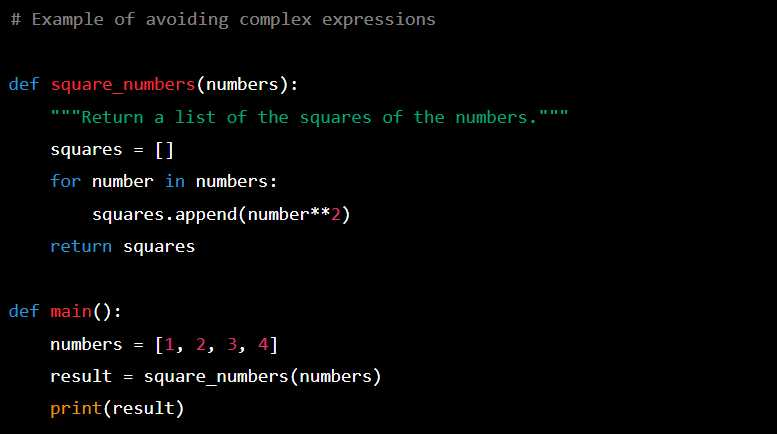 # Example of avoiding complex expressions
def square_numbers(numbers):
    """Return a list of the squares of the numbers."""
    squares = []
    for number in numbers:
        squares.append(number**2)
    return squares
def main():
    numbers = [1, 2, 3, 4]
    result = square_numbers(numbers)
    print(result)